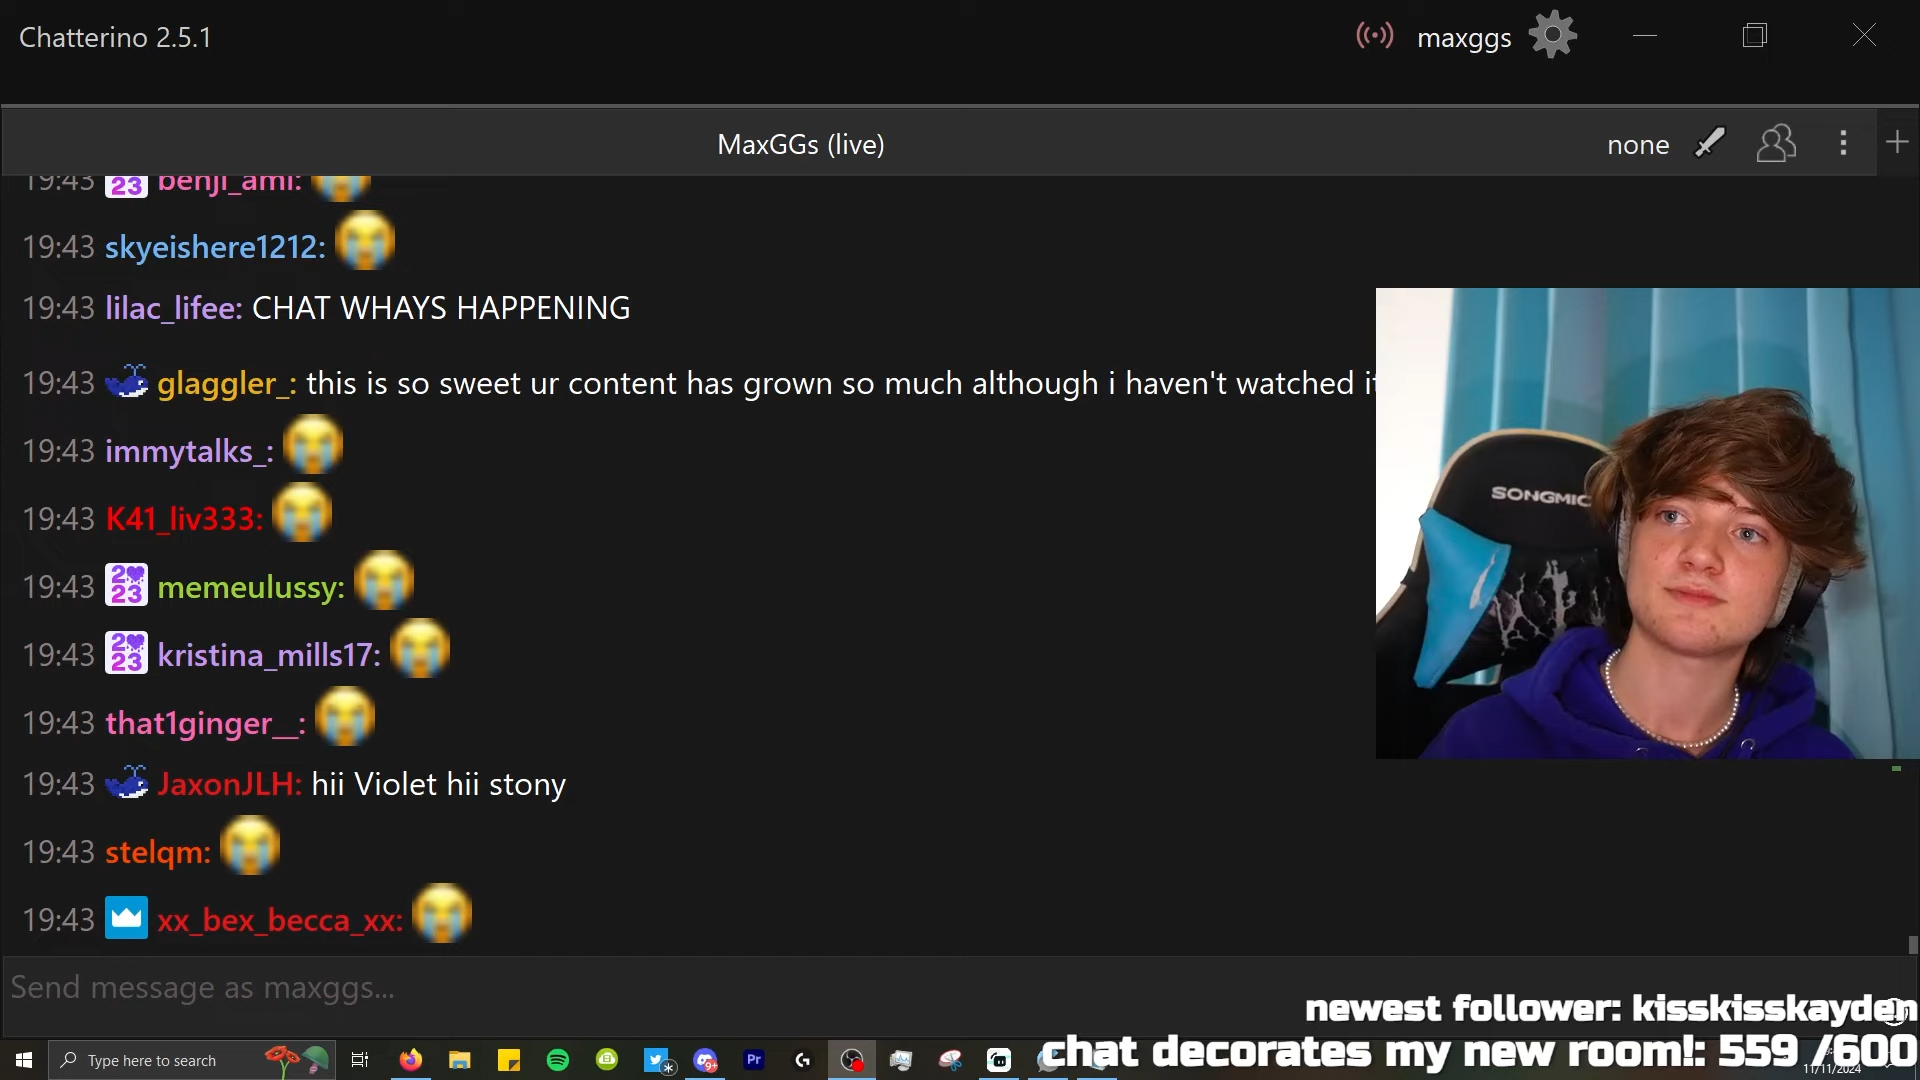 Chatterino 2.5.1
maxggs
MaxGGs (live)
none
19:43 benji_ami:
19:43 skyeishere1212:
19:43 lilac_lifee: CHAT WHAYS HAPPENING
19:43 glaggler_: this is so sweet ur content has grown so much although i haven't watched it
19:43 immytalks_:
19:43 K41_liv333:
19:43 memeulussy:
19:43 kristina_mills17:
19:43 that1ginger__:
19:43 JaxonJLH: hii Violet hii stony
19:43 stelqm:
19:43 xx_bex_becca_xx:
SONGMIC
Send message as maxggs...
newest follower: kisskisskayden
chat decorates my new room!: 559 /600
Type here to search
9+
Pr
11/11/2024